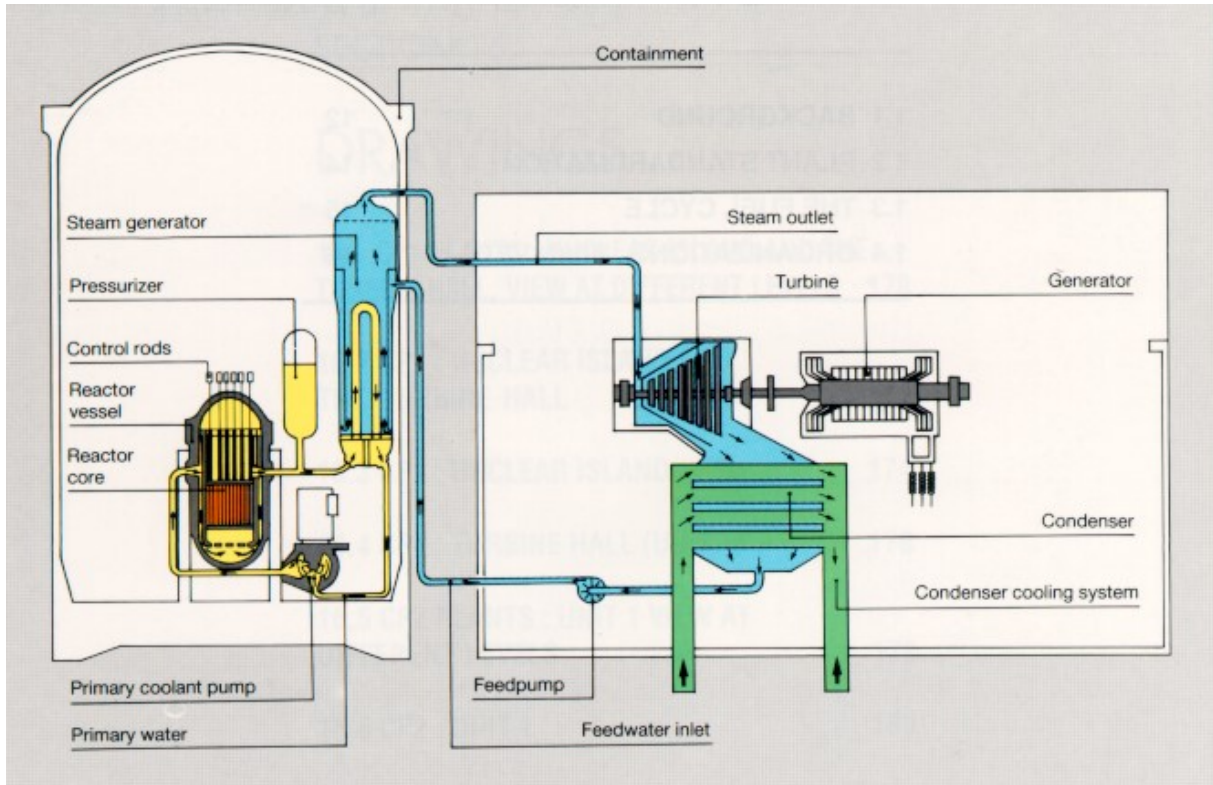 Containment
Steam generator
Steam outlet
Pressurizer
Turbine
Generator
Control rods
Reactor
vessel
Reactor
core
Condenser
Condenser cooling system
Primary coolant pump
Feedpump
Primary water
Feedwater inlet